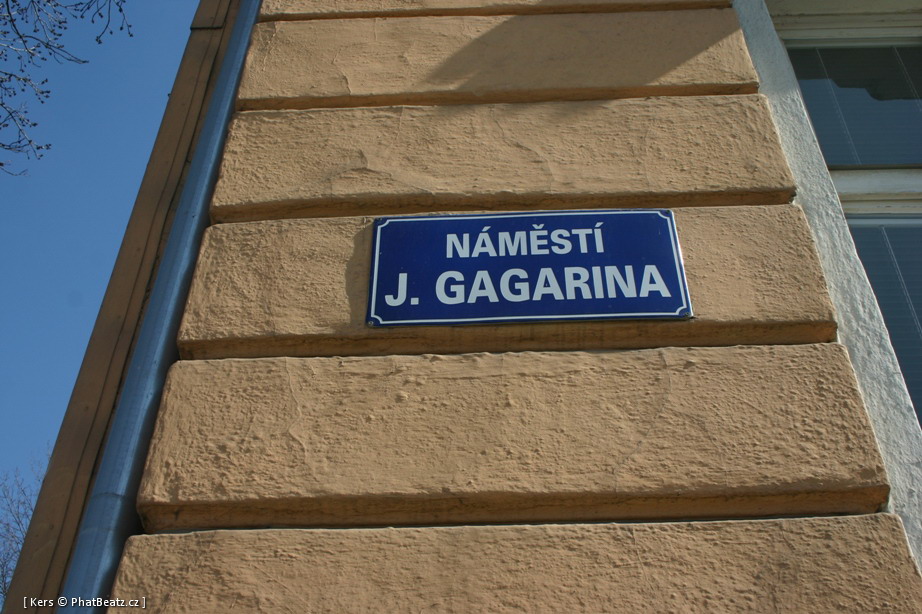 NÁMĚSTÍ
J. GAGARINA
[ Kers © PhatBeatz.cz ]